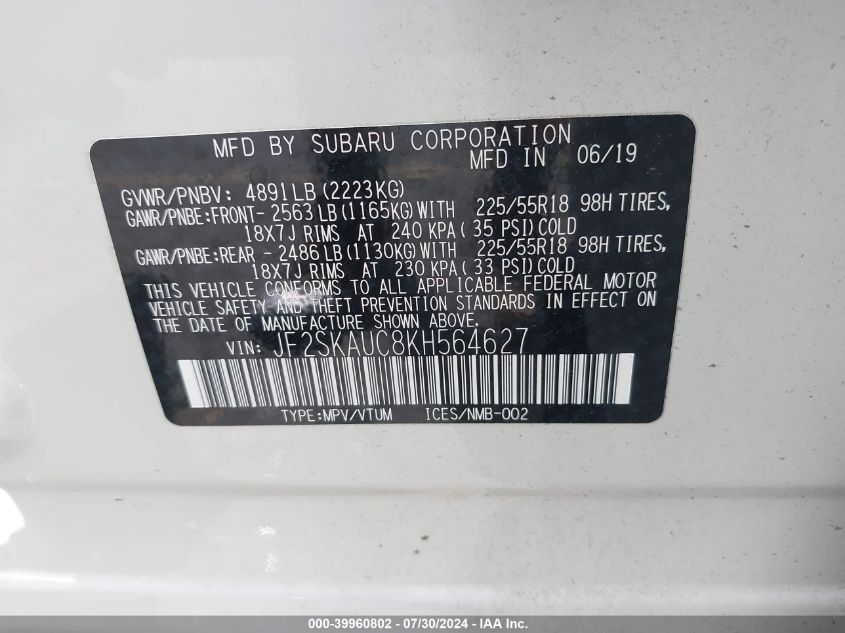 MFD BY SUBARU CORPORATION
MFD IN 06/19
GVWR/PNBV: 4891LB(2223KG)
GAWR/PNBE:FRONT- 2563LB(1165KG)WITH 225/55R18 98H TIRES,
18X7J RIMS AT 240 KPA( 35 PSI)COLD
GAWR/PNBE:REAR - 2486LB(1130KG)WITH 225/55R18 98H TIRES,
18X7J RIMS AT 230 KPA( 33 PSI)COLD
THIS VEHICLE CONFORMS TO ALL APPLICABLE FEDERAL MOTOR
VEHICLE SAFETY AND THEFT PREVENTION STANDARDS IN EFFECT ON
THE DATE OF MANUFACTURE SHOWN ABOVE.
VIN: JF2SKAUC8KH564627
TYPE:MPV/VTUM ICES/NMB-002
000-39960802 - 07/30/2024 - IAA Inc.